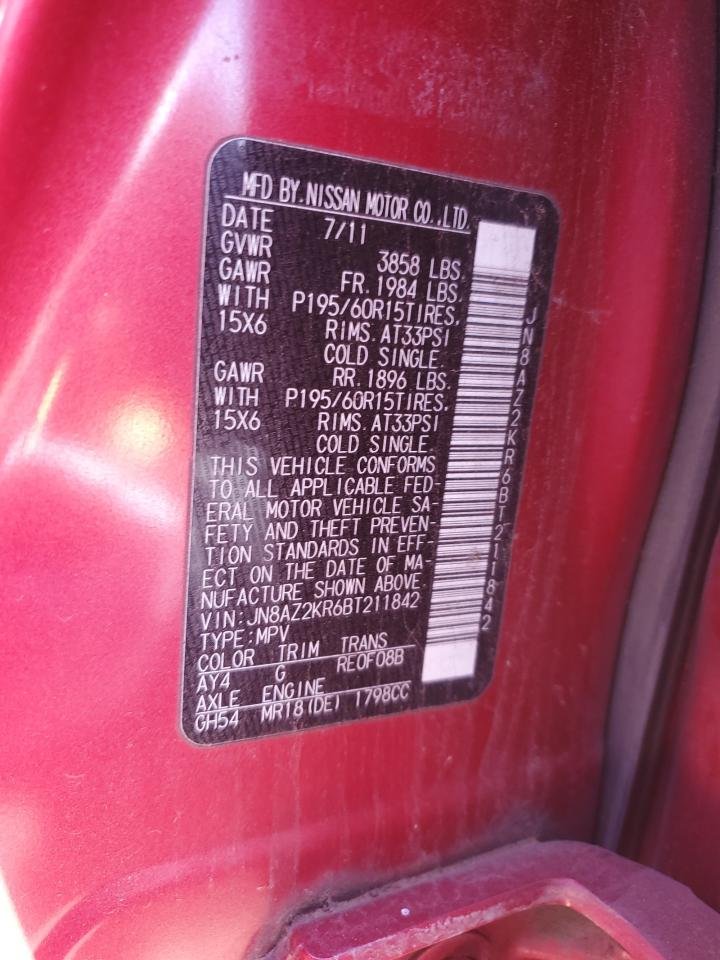 MFD BY.NISSAN MOTOR CO.,LTD.
DATE 7/11
GVWR 3858 LBS.
GAWR FR.1984 LBS.
WITH P195/60R15TIRES,
15X6 RIMS.AT33PSI
COLD SINGLE.
GAWR RR.1896 LBS.
WITH P195/60R15TIRES,
15X6 RIMS.AT33PSI
COLD SINGLE.
THIS VEHICLE CONFORMS
TO ALL APPLICABLE FED-
ERAL MOTOR VEHICLE SA-
FETY AND THEFT PREVEN-
TION STANDARDS IN EFF-
ECT ON THE DATE OF MA-
NUFACTURE SHOWN ABOVE.
VIN:JN8AZ2KR6BT211842
TYPE:MPV
COLOR TRIM TRANS
AY4 G RE0F08B
AXLE ENGINE
GH54 MR18(DE) 1798CC
JN8AZ2KR6BT211842